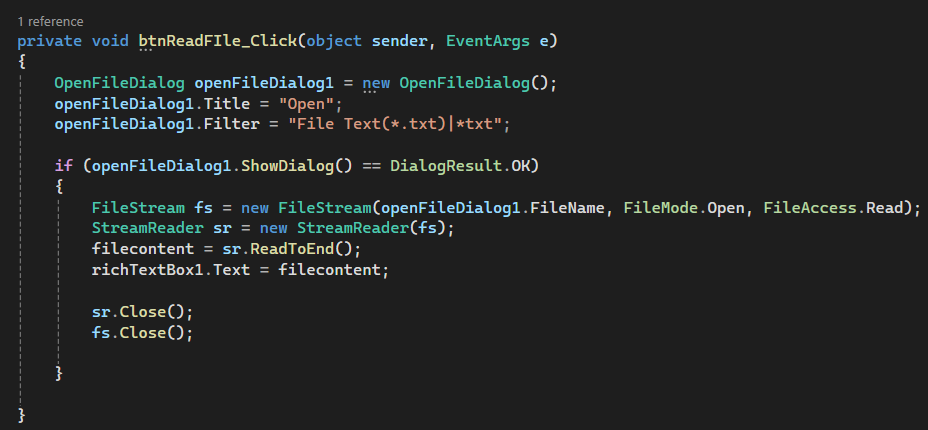 1 reference
private void btnReadFIle_Click(object sender, EventArgs e)
{
    OpenFileDialog openFileDialog1 = new OpenFileDialog();
    openFileDialog1.Title = "Open";
    openFileDialog1.Filter = "File Text(*.txt)|*txt";

    if (openFileDialog1.ShowDialog() == DialogResult.OK)
    {
        FileStream fs = new FileStream(openFileDialog1.FileName, FileMode.Open, FileAccess.Read);
        StreamReader sr = new StreamReader(fs);
        filecontent = sr.ReadToEnd();
        richTextBox1.Text = filecontent;

        sr.Close();
        fs.Close();

    }

}